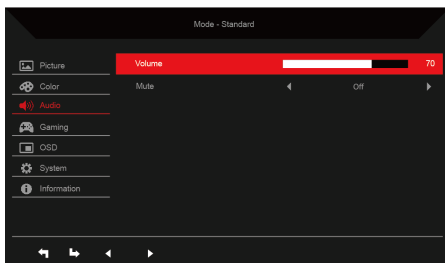 Mode - Standard
Picture
Color
Audio
Gaming
OSD
System
Information
Volume 70
Mute Off